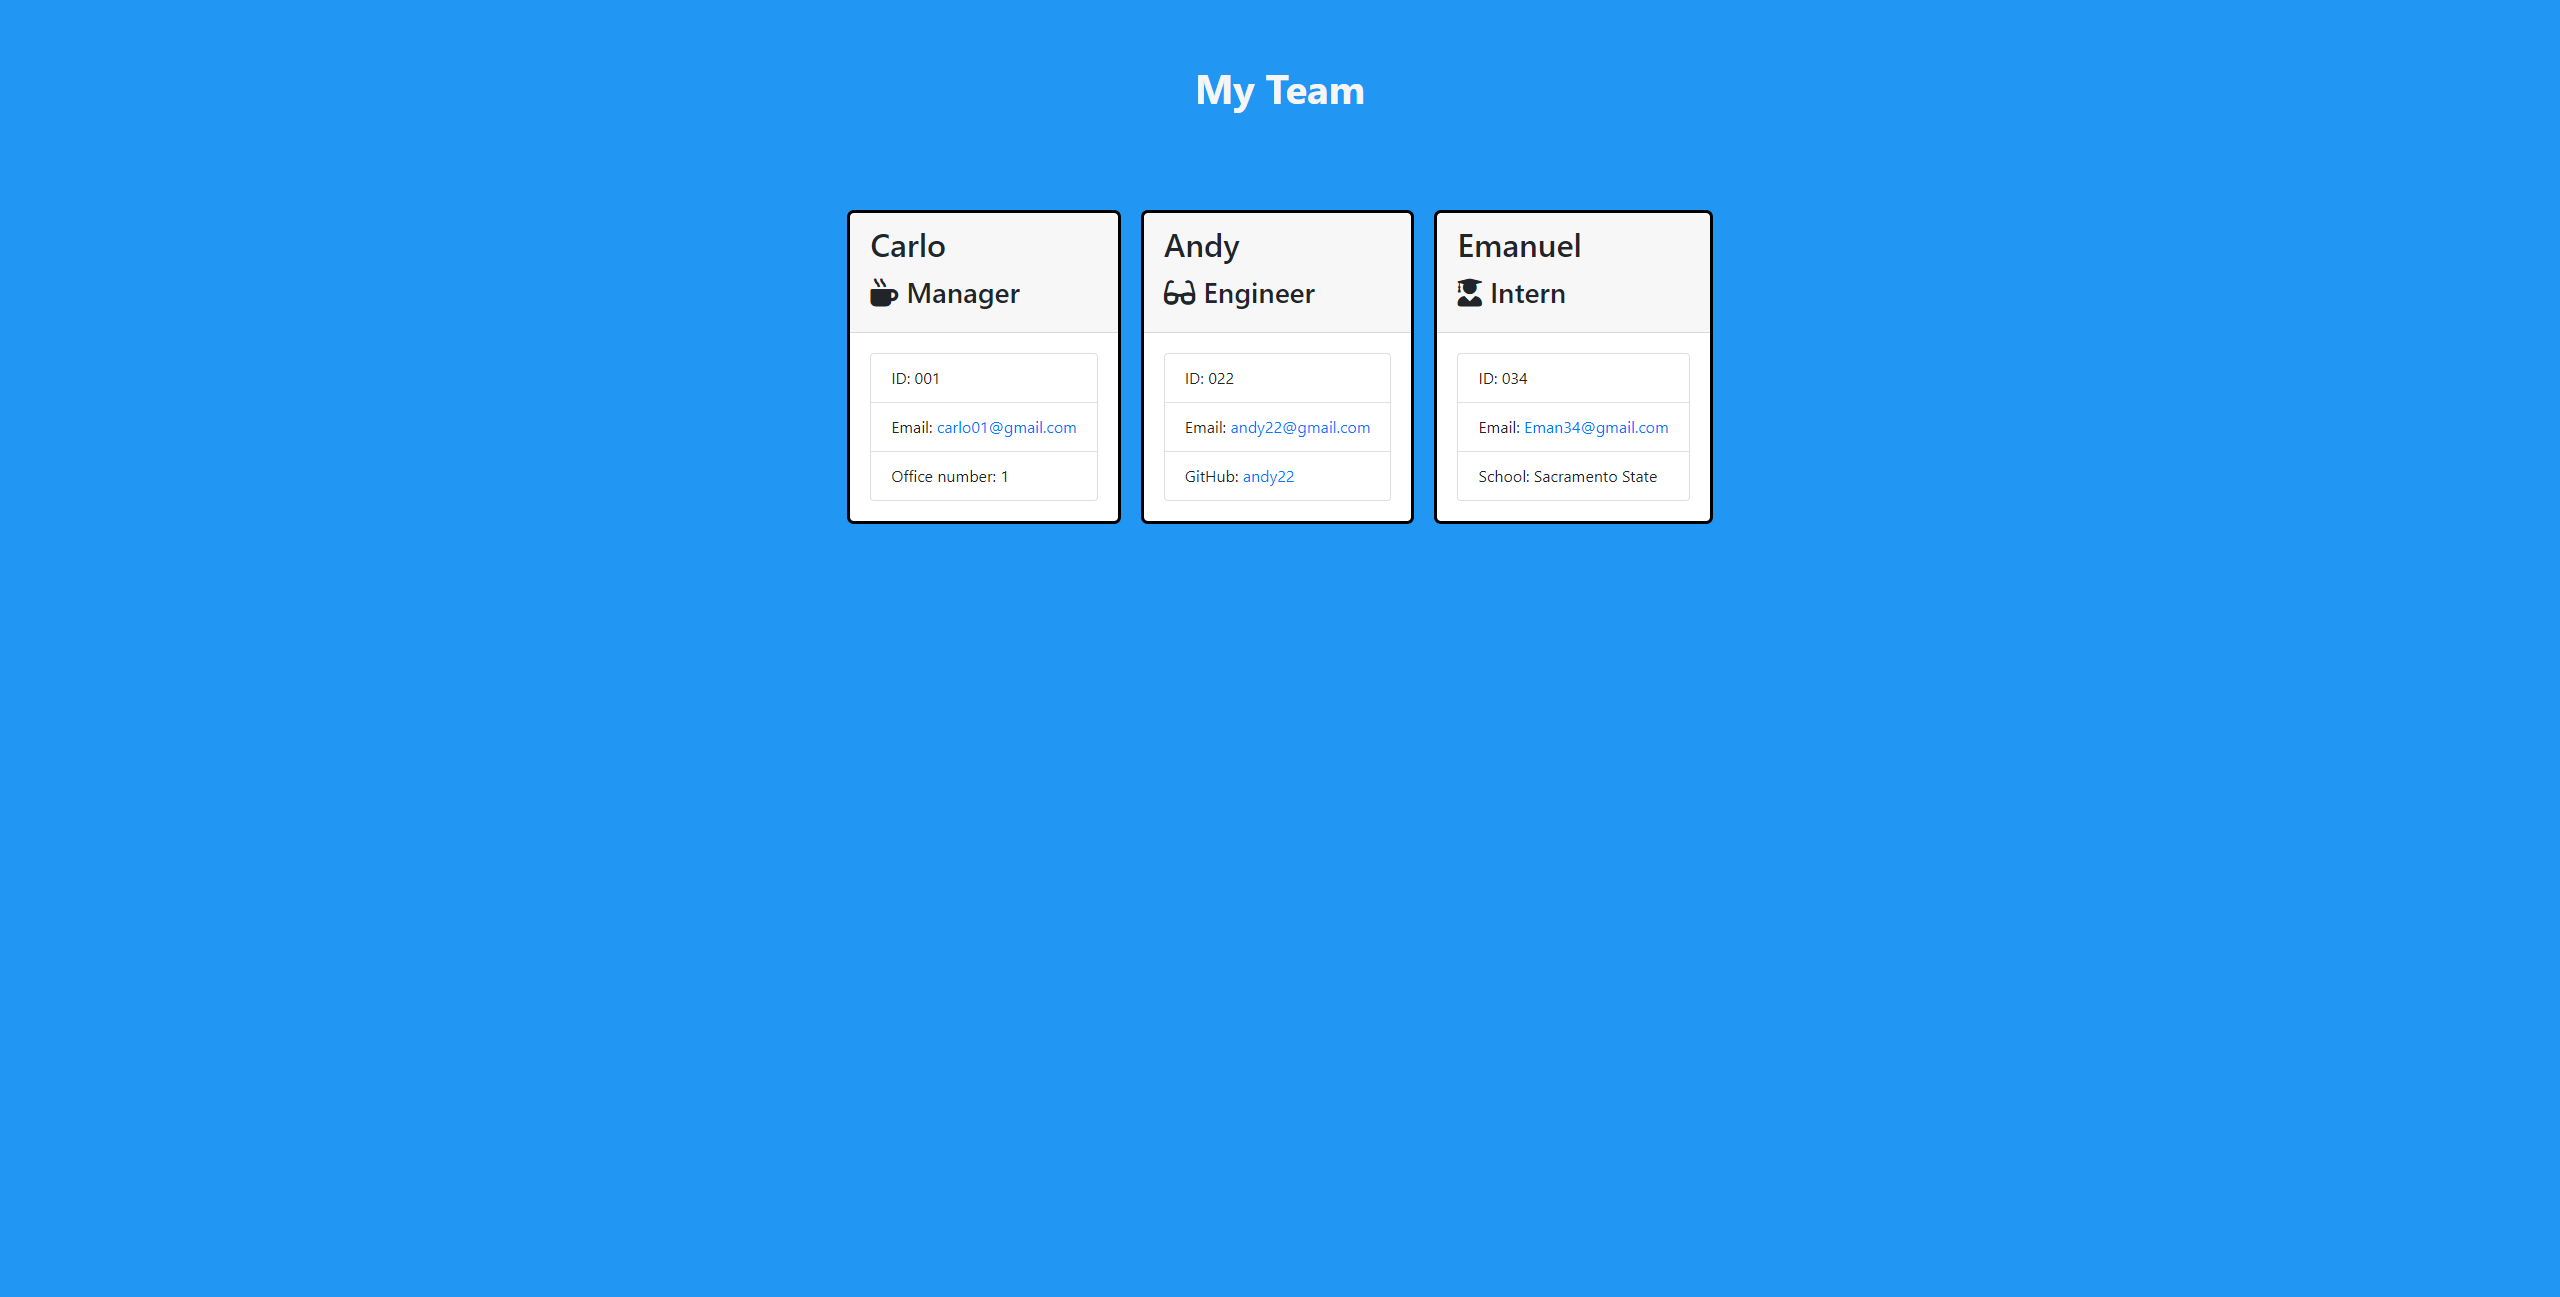 My Team
Carlo
Manager
ID: 001
Email: carlo01@gmail.com
Office number: 1
Andy
Engineer
ID: 022
Email: andy22@gmail.com
GitHub: andy22
Emanuel
Intern
ID: 034
Email: Eman34@gmail.com
School: Sacramento State